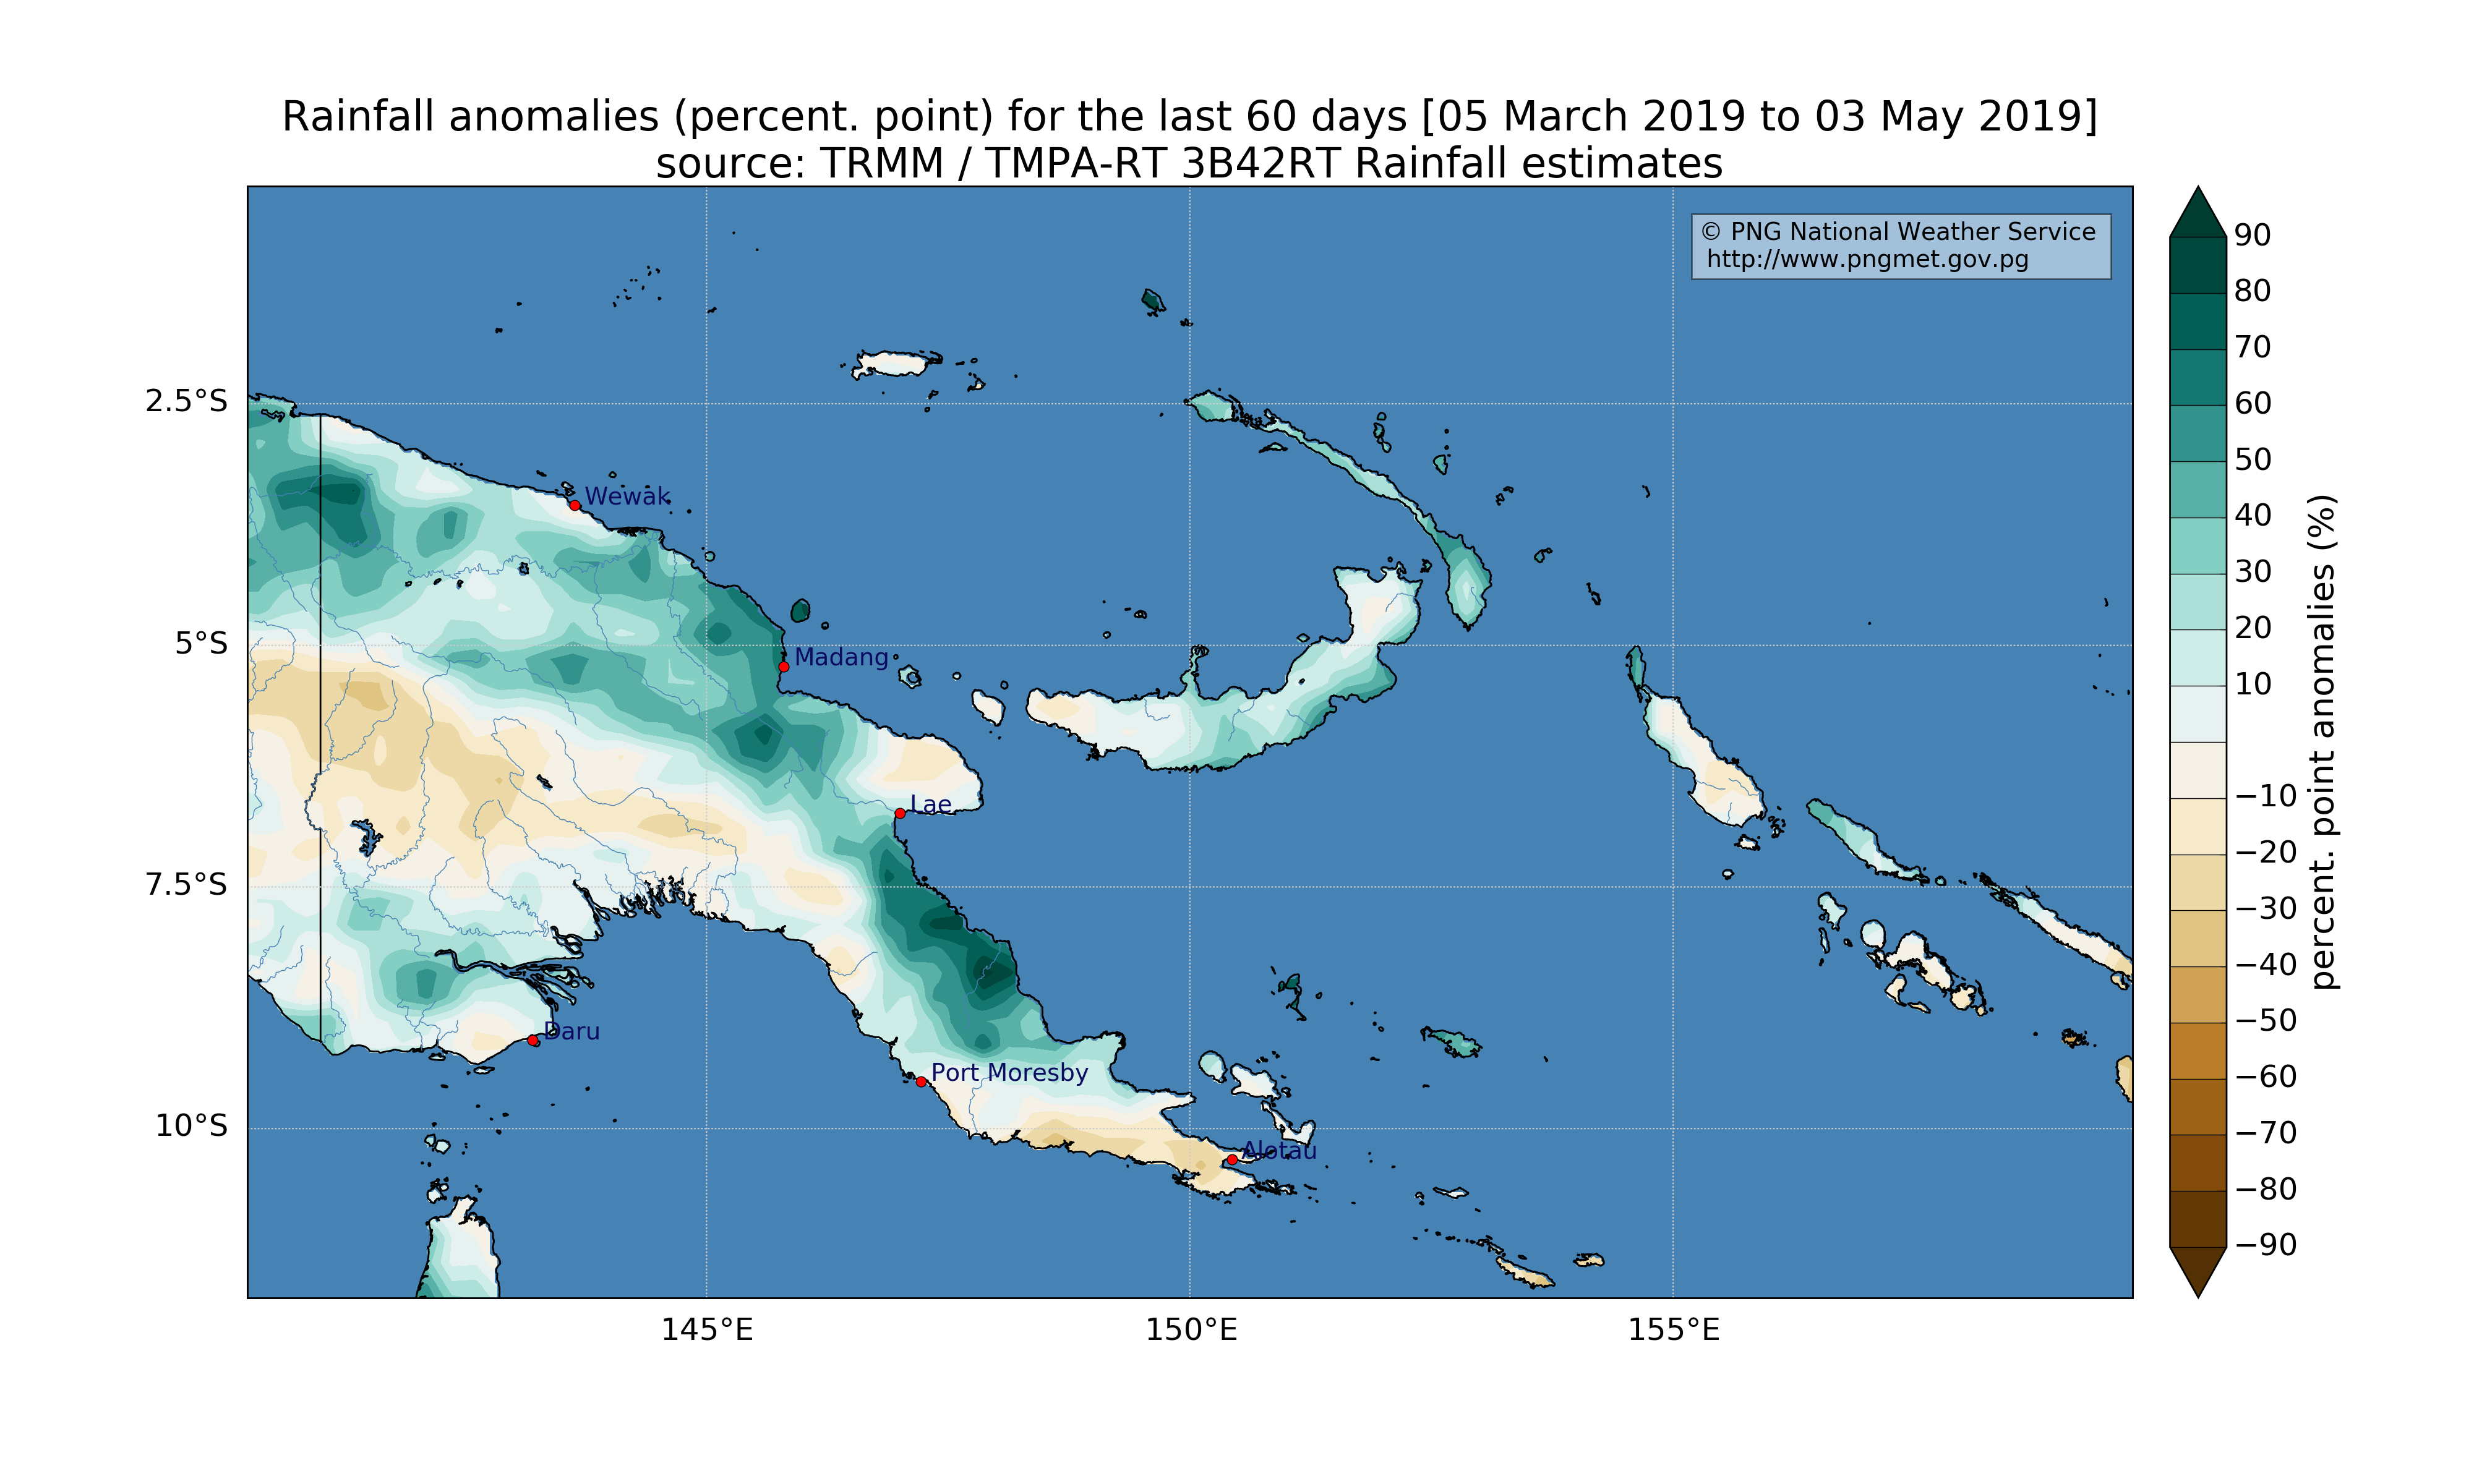 Rainfall anomalies (percent. point) for the last 60 days [05 March 2019 to 03 May 2019]
source: TRMM / TMPA-RT 3B42RT Rainfall estimates
© PNG National Weather Service
http://www.pngmet.gov.pg
2.5°S
5°S
7.5°S
10°S
Wewak
Madang
Lae
Daru
Port Moresby
Alotau
145°E
150°E
155°E
90
80
70
60
50
40
30
20
10
−10
−20
−30
−40
−50
−60
−70
−80
−90
percent. point anomalies (%)